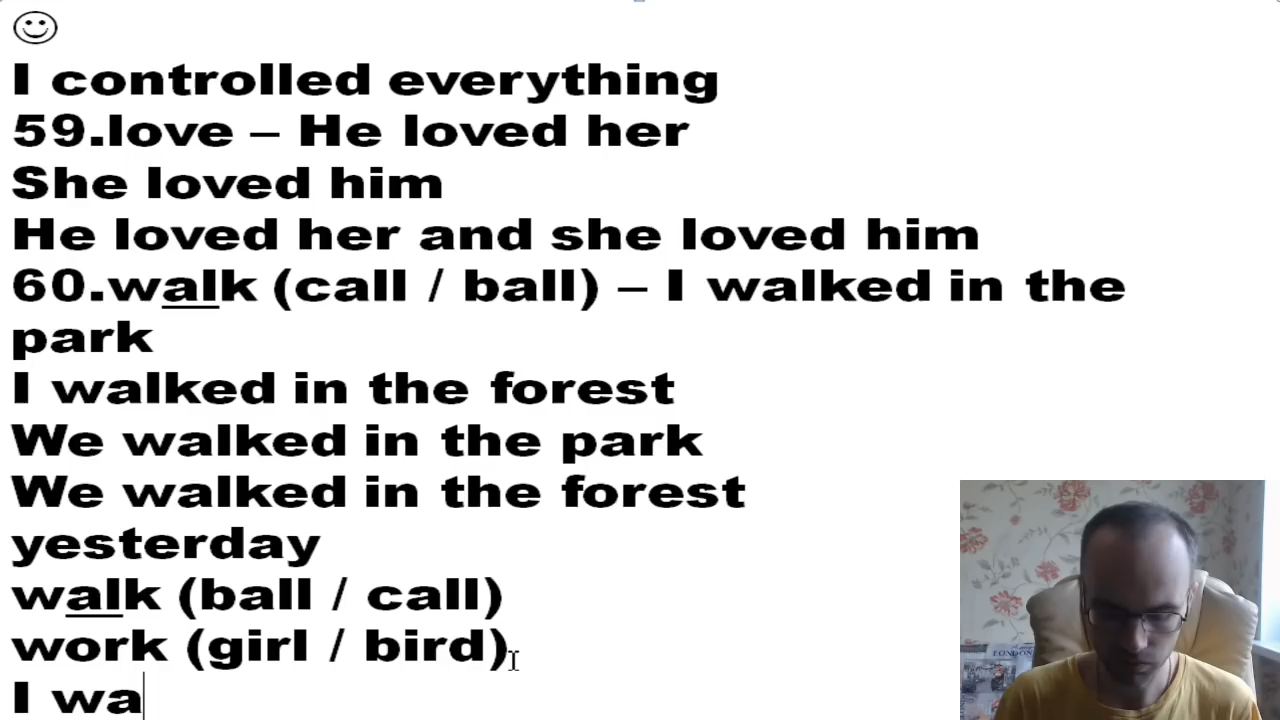 I controlled everything
59.love – He loved her
She loved him
He loved her and she loved him
60.walk (call / ball) – I walked in the
park
I walked in the forest
We walked in the park
We walked in the forest
yesterday
walk (ball / call)
work (girl / bird)
I wa
LONDON